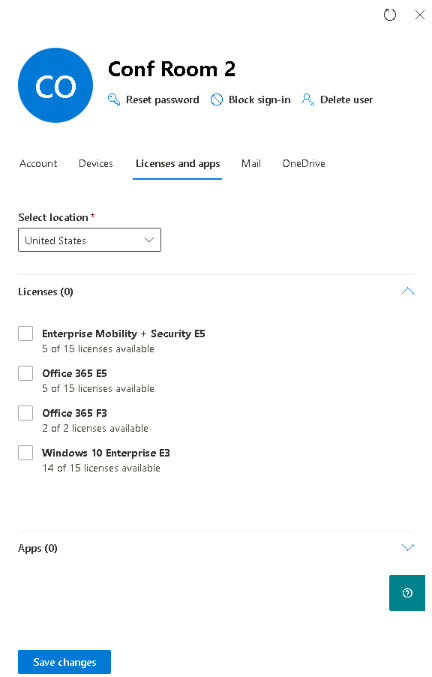 CO
Conf Room 2
Reset password Block sign-in Delete user
Account Devices Licenses and apps Mail OneDrive
Select location *
United States
Licenses (0)
Enterprise Mobility + Security E5
5 of 15 licenses available
Office 365 E5
5 of 15 licenses available
Office 365 F3
2 of 2 licenses available
Windows 10 Enterprise E3
14 of 15 licenses available
Apps (0)
Save changes